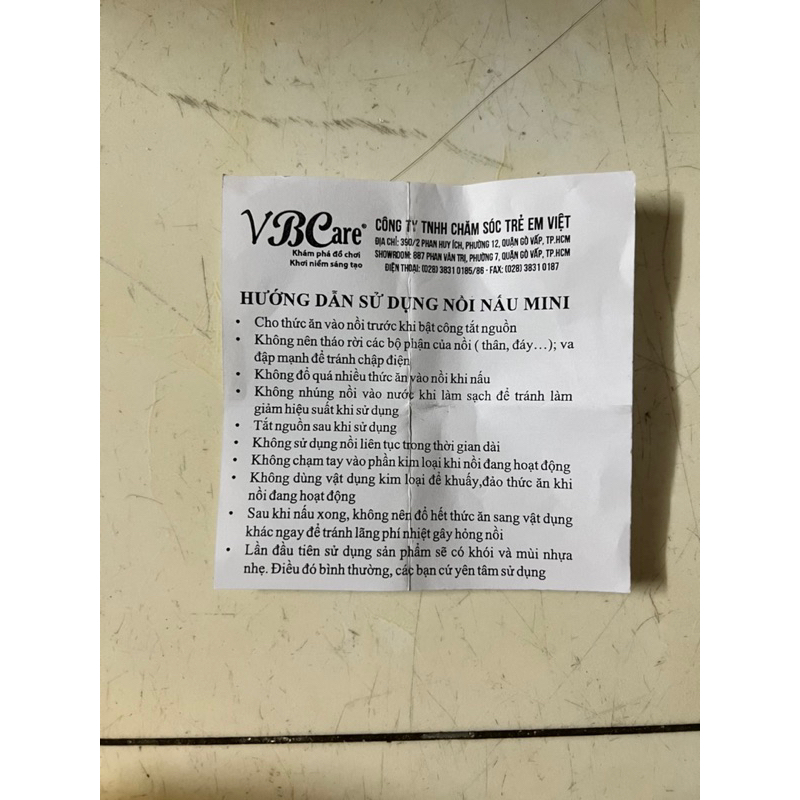 VBCare®
Khám phá đồ chơi
Khơi niềm sáng tạo
CÔNG TY TNHH CHĂM SÓC TRẺ EM VIỆT
ĐỊA CHỈ: 350/2 PHAN HUY ÍCH, PHƯỜNG 12, QUẬN GÒ VẤP, TP.HCM
SHOWROOM: 887 PHAN VĂN TRỊ, PHƯỜNG 7, QUẬN GÒ VẤP, TP.HCM
ĐIỆN THOẠI: (028) 3831 0185/86 - FAX: (028) 3831 0187
HƯỚNG DẪN SỬ DỤNG NỒI NẤU MINI
• Cho thức ăn vào nồi trước khi bật công tắt nguồn
• Không nên tháo rời các bộ phận của nồi ( thân, đáy…); va
đập mạnh để tránh chập điện
• Không đổ quá nhiều thức ăn vào nồi khi nấu
• Không nhúng nồi vào nước khi làm sạch để tránh làm
giảm hiệu suất khi sử dụng
• Tắt nguồn sau khi sử dụng
• Không sử dụng nồi liên tục trong thời gian dài
• Không chạm tay vào phần kim loại khi nồi đang hoạt động
• Không dùng vật dụng kim loại để khuấy,đảo thức ăn khi
nồi đang hoạt động
• Sau khi nấu xong, không nên đổ hết thức ăn sang vật dụng
khác ngay để tránh lãng phí nhiệt gây hỏng nồi
• Lần đầu tiên sử dụng sản phẩm sẽ có khói và mùi nhựa
nhẹ. Điều đó bình thường, các bạn cứ yên tâm sử dụng